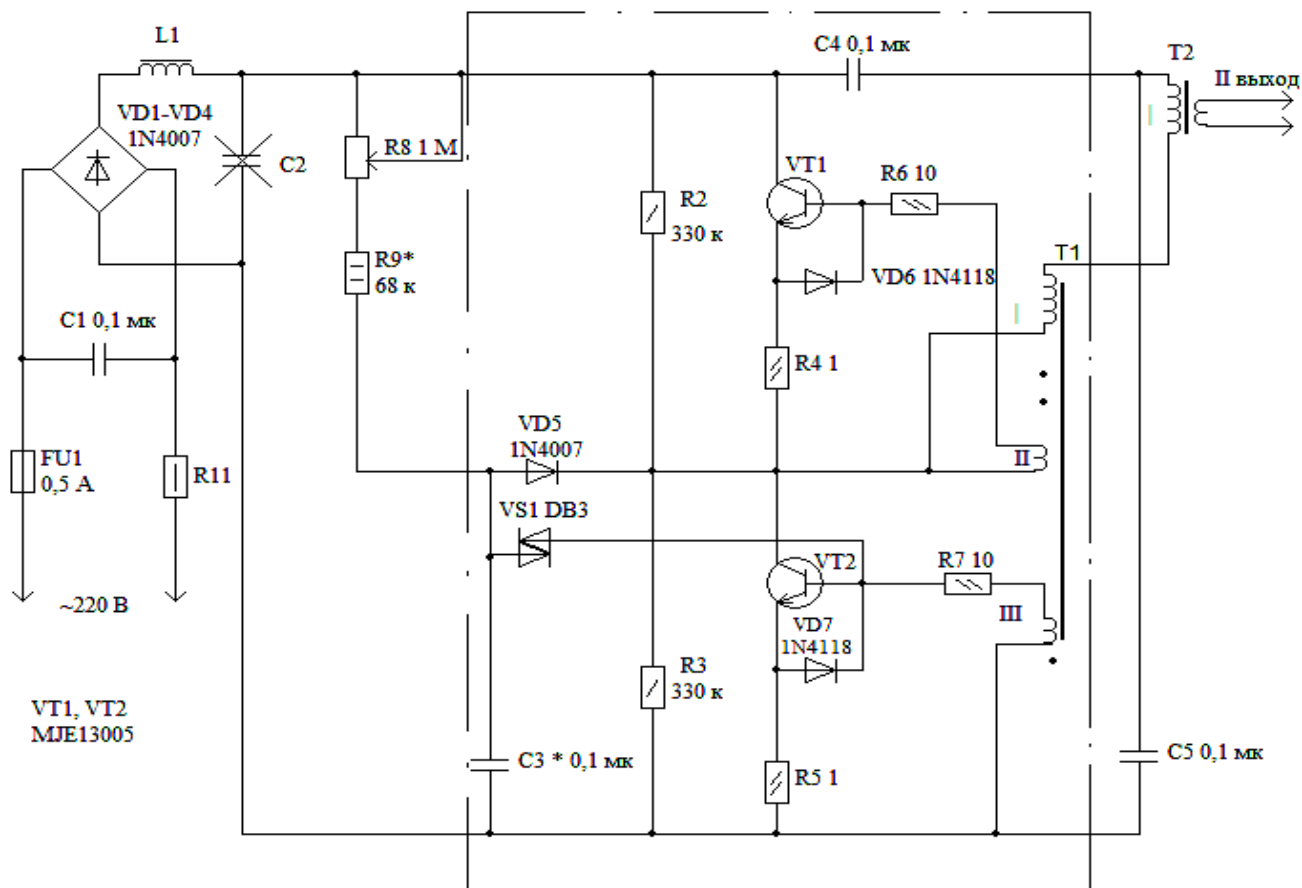 L1
C4 0,1 мк
T2
II выход
VD1-VD4
1N4007
C2
R8 1 M
VT1
R6 10
R2
330 к
R9*
68 к
VD6 1N4118
T1
C1 0,1 мк
R4 1
VD5
1N4007
FU1
0,5 A
R11
II
VS1 DB3
VT2
R7 10
~220 В
VD7
1N4118
III
R3
330 к
VT1, VT2
MJE13005
C3 * 0,1 мк
R5 1
C5 0,1 мк
I
I